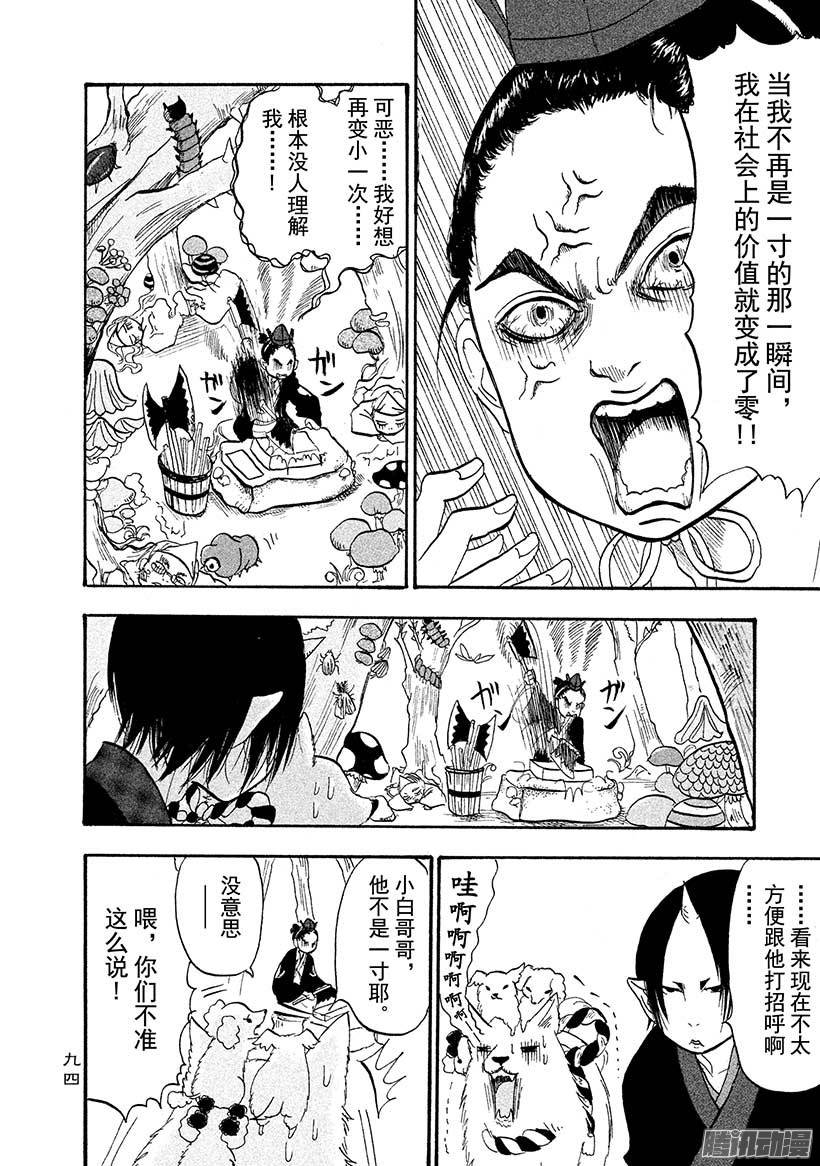 当我不再是一寸的那一瞬间，
我在社会上的价值就变成了零！！
可恶……我好想
再变小一次……
根本没人理解
我……！
ガン
ガン
ガン
ガン
……看来现在不太
方便跟他打招呼啊
哇啊啊啊啊啊啊
小白哥哥，
他不是一寸耶。
没意思
——
喂，你们不准
这么说！
九四
腾讯动漫